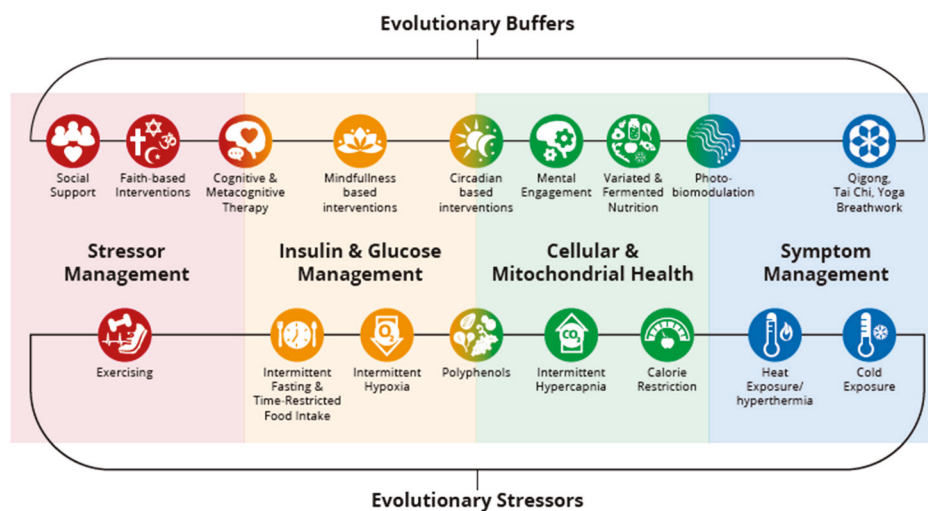 Evolutionary Buffers
Social
Support
Faith-based
Interventions
Cognitive &
Metacognitive
Therapy
Mindfullness
based
interventions
Circadian
based
interventions
Mental
Engagement
Variated &
Fermented
Nutrition
Photo-
biomodulation
Qigong,
Tai Chi, Yoga
Breathwork
Stressor
Management
Insulin & Glucose
Management
Cellular &
Mitochondrial Health
Symptom
Management
O2
CO2
Exercising
Intermittent
Fasting &
Time-Restricted
Food Intake
Intermittent
Hypoxia
Polyphenols
Intermittent
Hypercapnia
Calorie
Restriction
Heat
Exposure/
hyperthermia
Cold
Exposure
Evolutionary Stressors